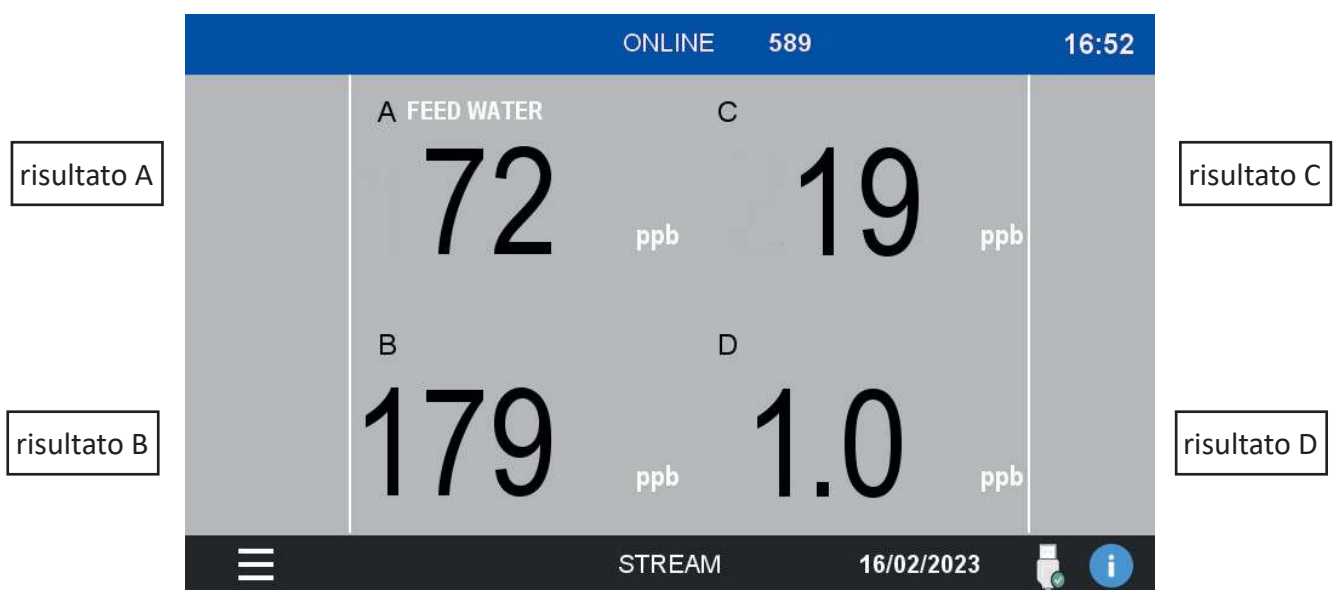 ONLINE 589 16:52
A FEED WATER C
risultato A 72 ppb 19 ppb risultato C
B D
risultato B 179 ppb 1.0 ppb risultato D
STREAM 16/02/2023 i